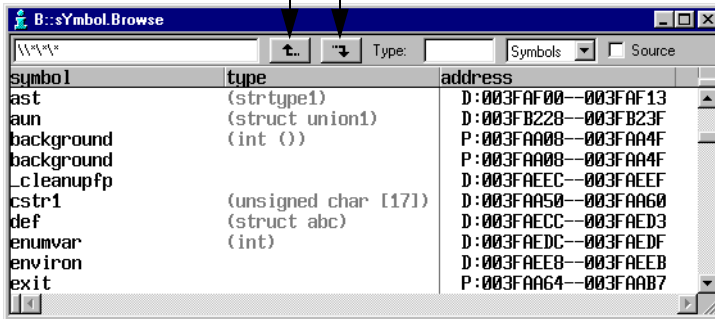 B::sYmbol.Browse
\\*\*\* t.. Type: Symbols Source
symbol type address
ast (strtype1) D:003FAF00--003FAF13
aun (struct union1) D:003FB228--003FB23F
background (int ()) P:003FAA08--003FAA4F
background P:003FAA08--003FAA4F
_cleanupfp D:003FAEEC--003FAEEF
cstr1 (unsigned char [17]) D:003FAA50--003FAA60
def (struct abc) D:003FAECC--003FAED3
enumvar (int) D:003FAEDC--003FAEDF
environ D:003FAEE8--003FAEEB
exit P:003FAA64--003FAAB7